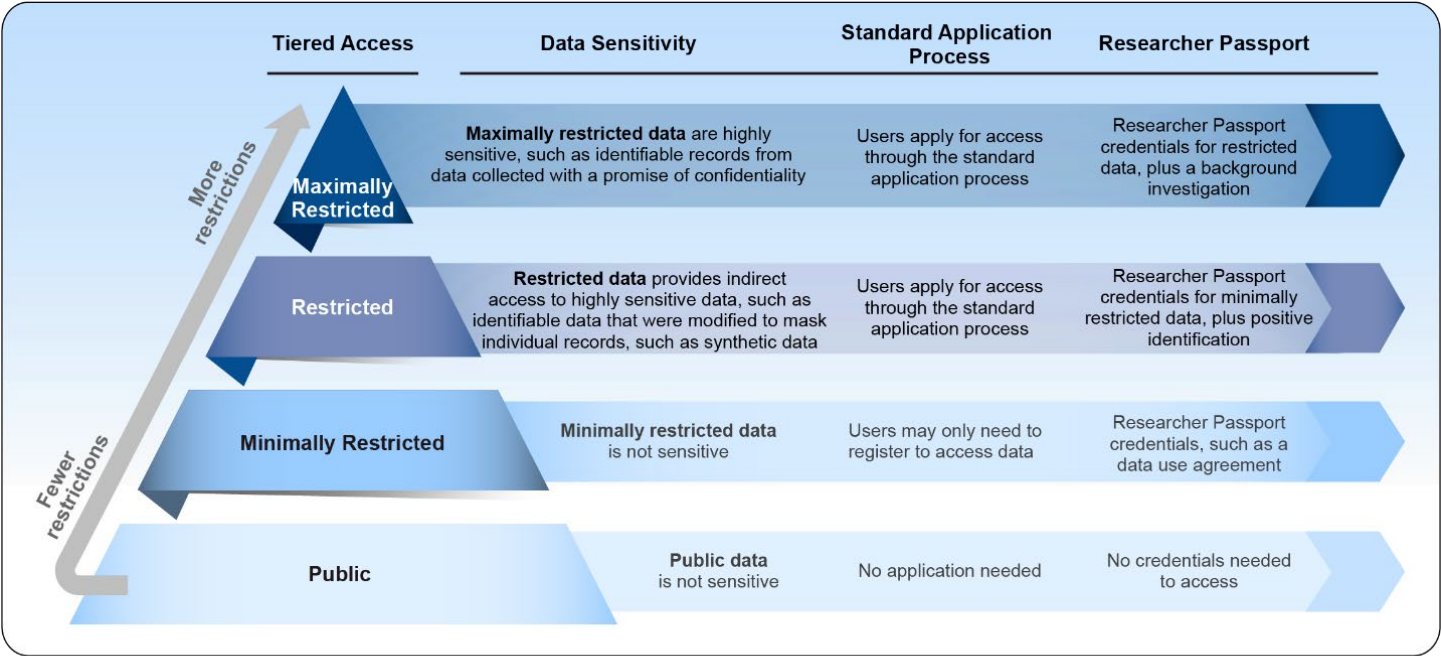 Tiered Access
Data Sensitivity
Standard Application
Process
Researcher Passport
More
restrictions
Fewer
restrictions
Maximally
Restricted
Maximally restricted data are highly
sensitive, such as identifiable records from
data collected with a promise of confidentiality
Users apply for access
through the standard
application process
Researcher Passport
credentials for restricted
data, plus a background
investigation
Restricted
Restricted data provides indirect
access to highly sensitive data, such as
identifiable data that were modified to mask
individual records, such as synthetic data
Users apply for access
through the standard
application process
Researcher Passport
credentials for minimally
restricted data, plus positive
identification
Minimally Restricted
Minimally restricted data
is not sensitive
Users may only need to
register to access data
Researcher Passport
credentials, such as a
data use agreement
Public
Public data
is not sensitive
No application needed
No credentials needed
to access